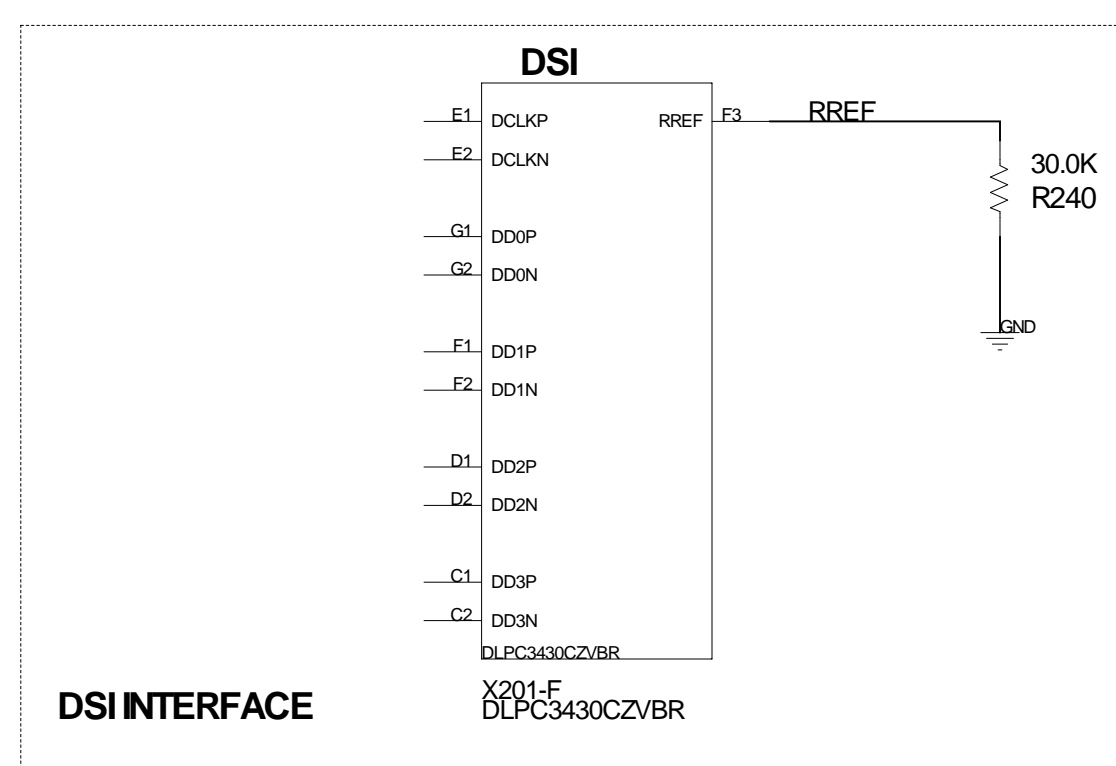 DSI
E1 DCLKP RREF F3 RREF
E2 DCLKN
30.0K
R240
G1 DD0P
G2 DD0N
GND
F1 DD1P
F2 DD1N
D1 DD2P
D2 DD2N
C1 DD3P
C2 DD3N
DLPC3430CZVBR
X201-F
DLPC3430CZVBR
DSI INTERFACE